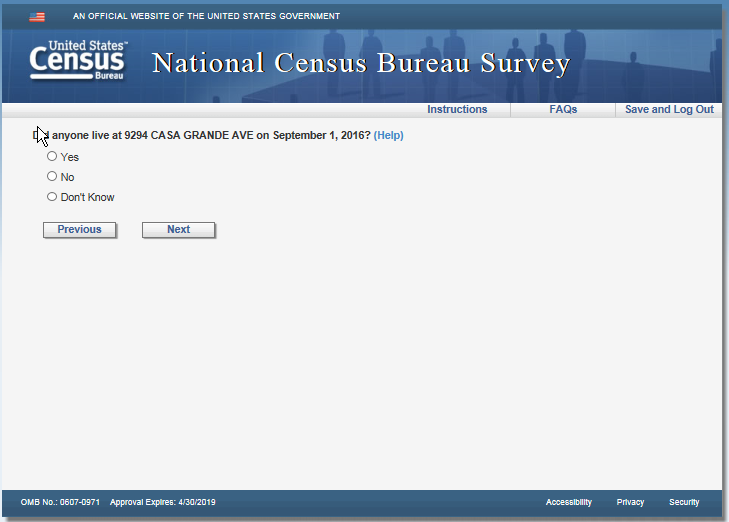 AN OFFICIAL WEBSITE OF THE UNITED STATES GOVERNMENT
United States™
Census
Bureau
National Census Bureau Survey
Instructions FAQs Save and Log Out
anyone live at 9294 CASA GRANDE AVE on September 1, 2016? (Help)
Yes
No
Don't Know
Previous Next
OMB No.: 0607-0971 Approval Expires: 4/30/2019 Accessibility Privacy Security